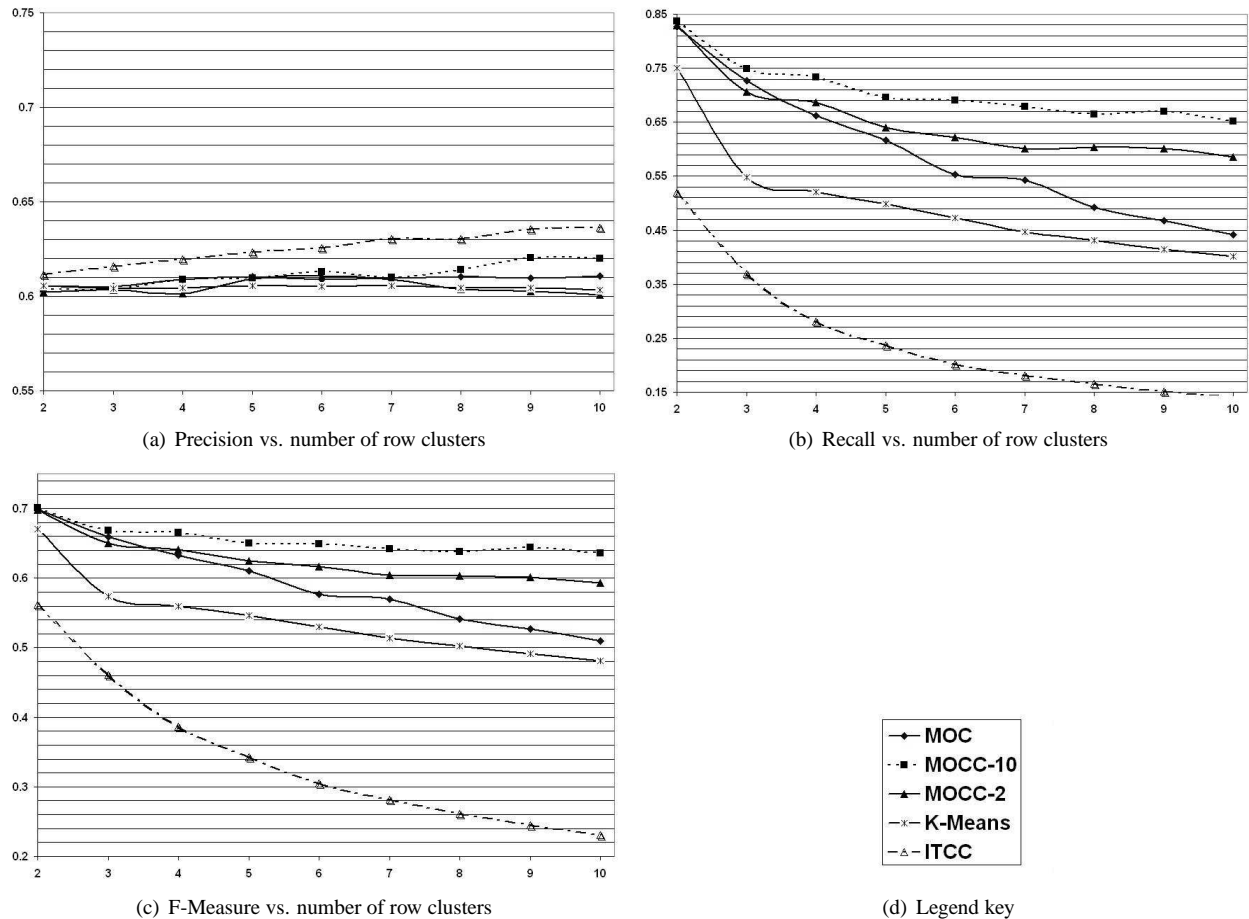 0.75
0.7
0.65
0.6
0.55
2 3 4 5 6 7 8 9 10
(a) Precision vs. number of row clusters
0.85
0.75
0.65
0.55
0.45
0.35
0.25
0.15
2 3 4 5 6 7 8 9 10
(b) Recall vs. number of row clusters
0.7
0.6
0.5
0.4
0.3
0.2
2 3 4 5 6 7 8 9 10
(c) F-Measure vs. number of row clusters
MOC
MOCC-10
MOCC-2
K-Means
ITCC
(d) Legend key